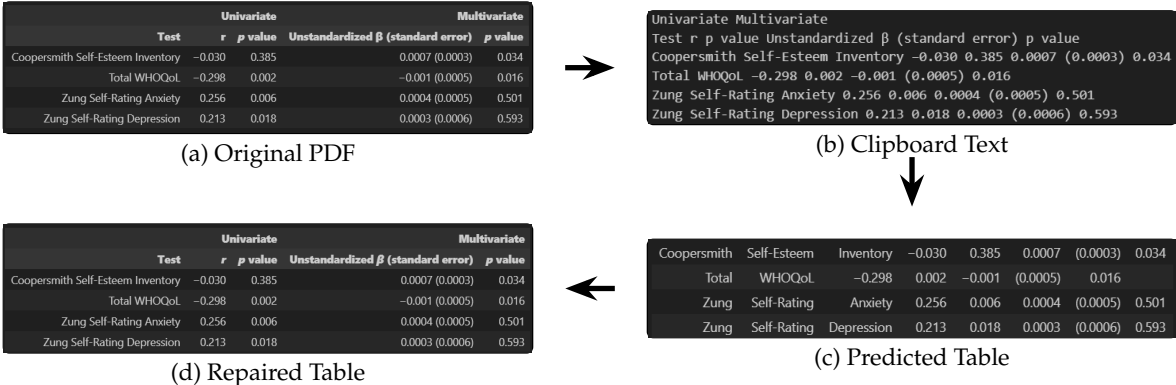 Univariate Multivariate
Test r p value Unstandardized β (standard error) p value
Coopersmith Self-Esteem Inventory −0.030 0.385 0.0007 (0.0003) 0.034
Total WHOQoL −0.298 0.002 −0.001 (0.0005) 0.016
Zung Self-Rating Anxiety 0.256 0.006 0.0004 (0.0005) 0.501
Zung Self-Rating Depression 0.213 0.018 0.0003 (0.0006) 0.593
(a) Original PDF
Univariate Multivariate
Test r p value Unstandardized β (standard error) p value
Coopersmith Self-Esteem Inventory −0.030 0.385 0.0007 (0.0003) 0.034
Total WHOQoL −0.298 0.002 −0.001 (0.0005) 0.016
Zung Self-Rating Anxiety 0.256 0.006 0.0004 (0.0005) 0.501
Zung Self-Rating Depression 0.213 0.018 0.0003 (0.0006) 0.593
(b) Clipboard Text
Univariate Multivariate
Test r p value Unstandardized β (standard error) p value
Coopersmith Self-Esteem Inventory −0.030 0.385 0.0007 (0.0003) 0.034
Total WHOQoL −0.298 0.002 −0.001 (0.0005) 0.016
Zung Self-Rating Anxiety 0.256 0.006 0.0004 (0.0005) 0.501
Zung Self-Rating Depression 0.213 0.018 0.0003 (0.0006) 0.593
(d) Repaired Table
Coopersmith Self-Esteem Inventory −0.030 0.385 0.0007 (0.0003) 0.034
Total WHOQoL −0.298 0.002 −0.001 (0.0005) 0.016
Zung Self-Rating Anxiety 0.256 0.006 0.0004 (0.0005) 0.501
Zung Self-Rating Depression 0.213 0.018 0.0003 (0.0006) 0.593
(c) Predicted Table